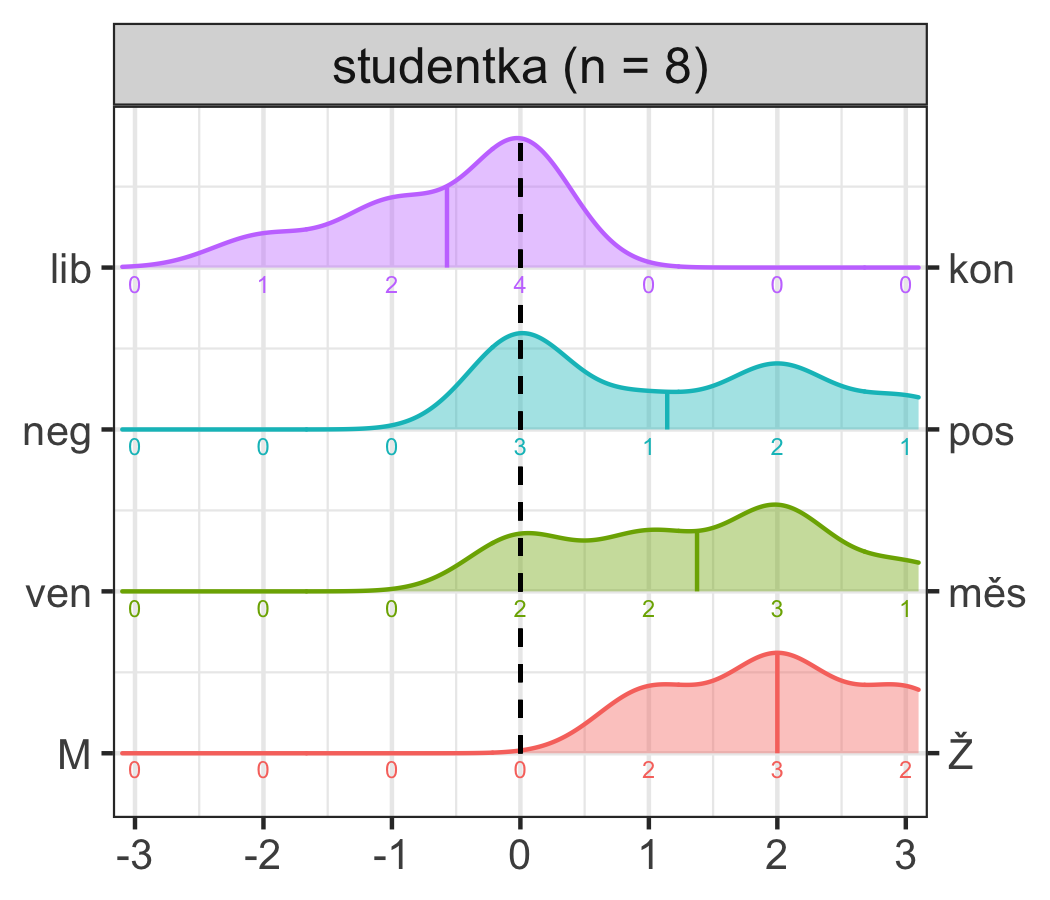 studentka (n = 8)
lib kon
0 1 2 4 0 0 0
neg pos
0 0 0 3 1 2 1
ven měs
0 0 0 2 2 3 1
M Ž
0 0 0 0 2 3 2
-3 -2 -1 0 1 2 3